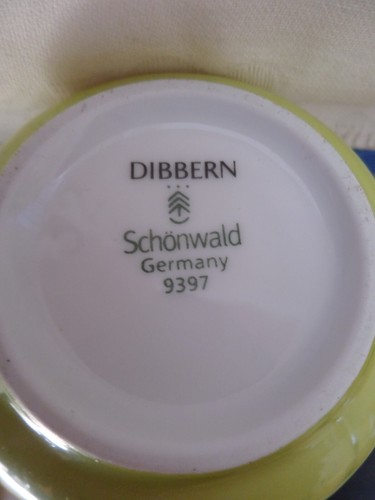 DIBBERN
Schönwald
Germany
9397